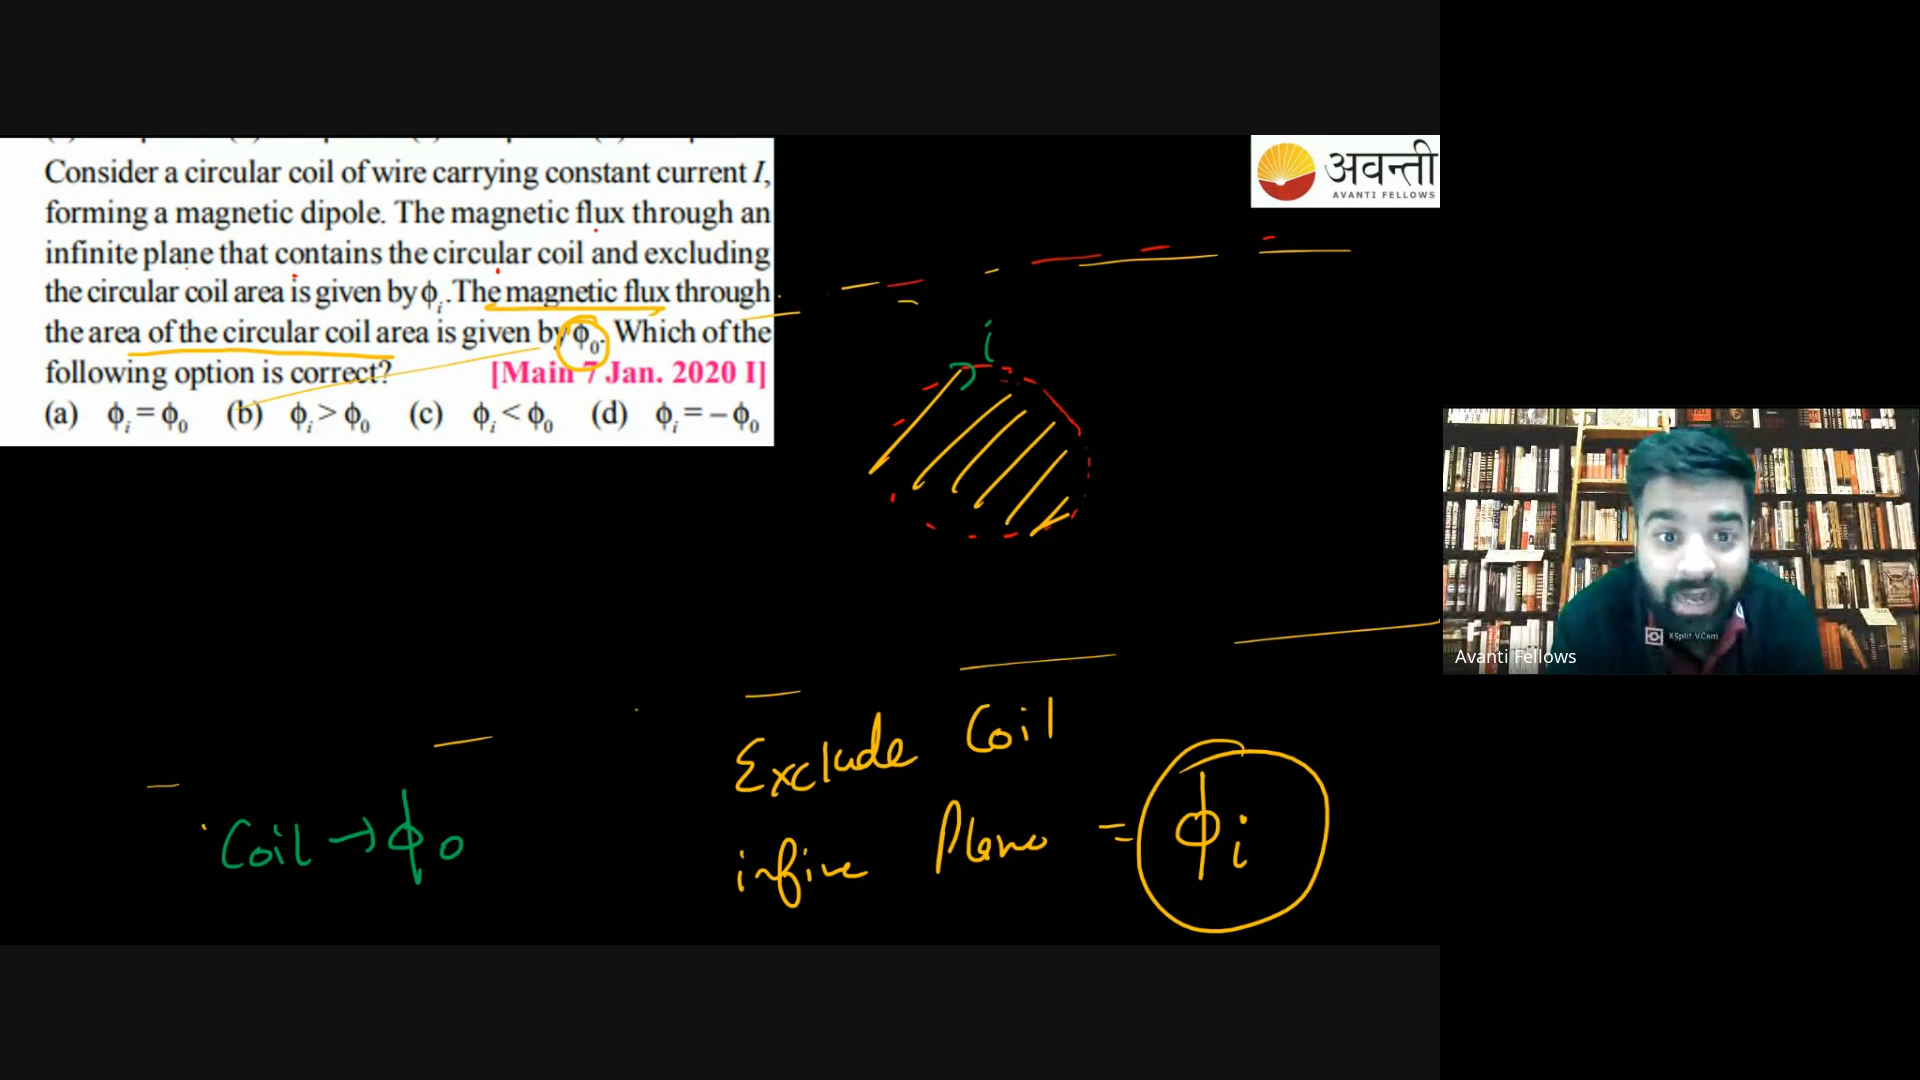 Consider a circular coil of wire carrying constant current I,
forming a magnetic dipole. The magnetic flux through an
infinite plane that contains the circular coil and excluding
the circular coil area is given by ϕi. The magnetic flux through
the area of the circular coil area is given by ϕ0. Which of the
following option is correct? [Main 7 Jan. 2020 I]
(a) ϕi = ϕ0 (b) ϕi > ϕ0 (c) ϕi < ϕ0 (d) ϕi = – ϕ0
अवन्ती
AVANTI FELLOWS
i
XSplit VCam
Avanti Fellows
Exclude Coil
Coil → ϕ0
Plane = ϕi